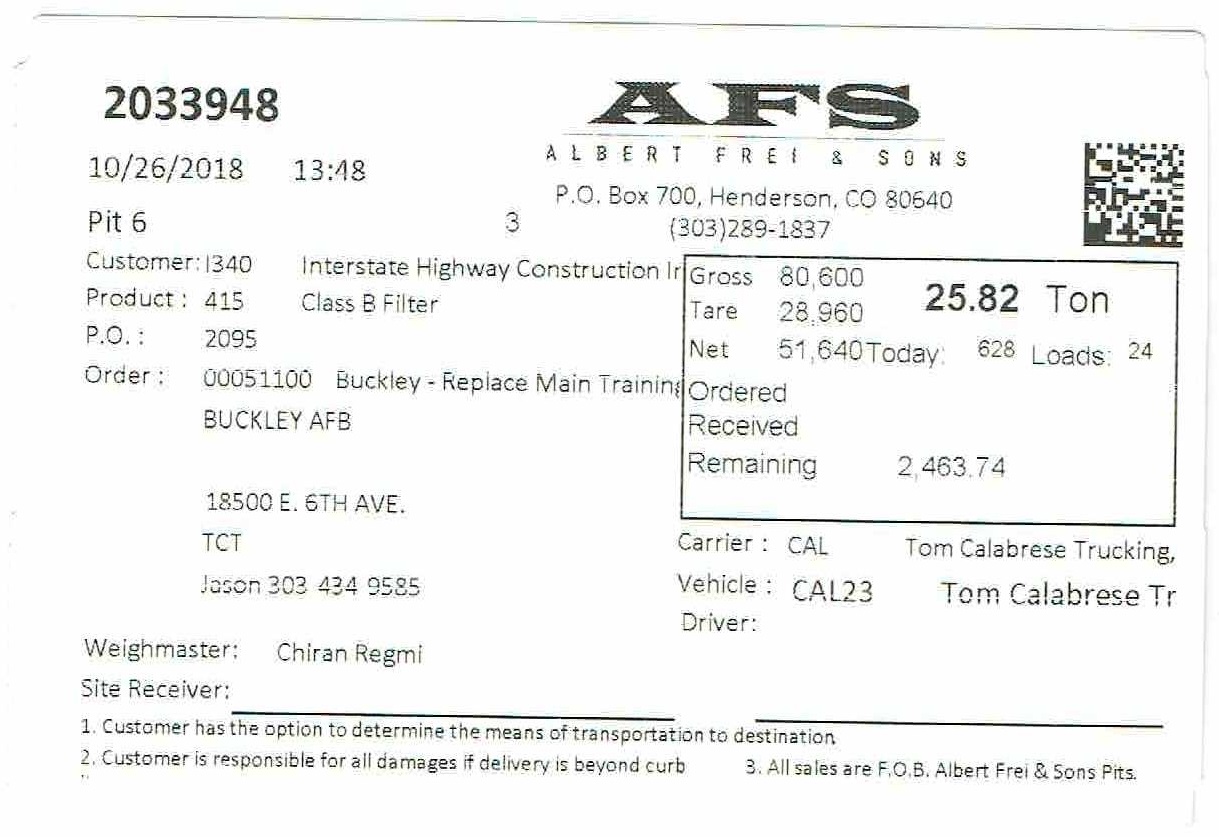 2033948
AFS
ALBERT FREI & SONS
10/26/2018 13:48
P.O. Box 700, Henderson, CO 80640
Pit 6 3 (303)289-1837
Customer: I340 Interstate Highway Construction In
Product : 415 Class B Filter
P.O. : 2095
Order : 00051100 Buckley - Replace Main Training
BUCKLEY AFB
18500 E. 6TH AVE.
TCT
Jason 303 434 9585
Gross 80,600 25.82 Ton
Tare 28,960
Net 51,640 Today: 628 Loads: 24
Ordered
Received
Remaining 2,463.74
Carrier : CAL Tom Calabrese Trucking,
Vehicle : CAL23 Tom Calabrese Tr
Driver:
Weighmaster: Chiran Regmi
Site Receiver:
1. Customer has the option to determine the means of transportation to destination
2. Customer is responsible for all damages if delivery is beyond curb
3. All sales are F.O.B. Albert Frei & Sons Pits.